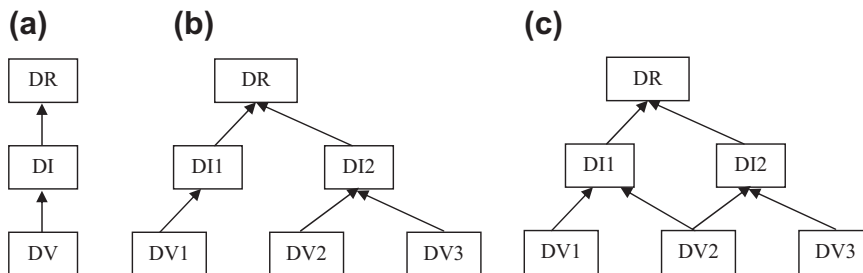 (a) (b) (c)
DR DR DR
DI DI1 DI2 DI1 DI2
DV DV1 DV2 DV3 DV1 DV2 DV3